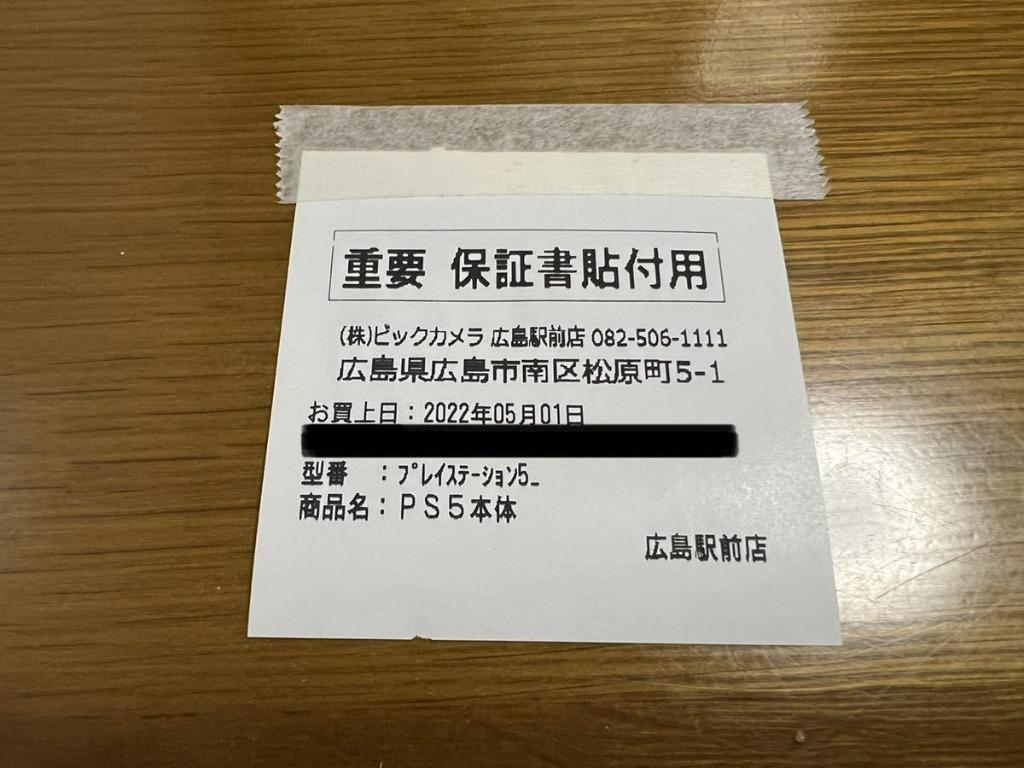 重要 保証書貼付用
(株)ビックカメラ 広島駅前店 082-506-1111
広島県広島市南区松原町5-1
お買上日:2022年05月01日
型番 :プレイステーション5_
商品名:PS5本体
広島駅前店